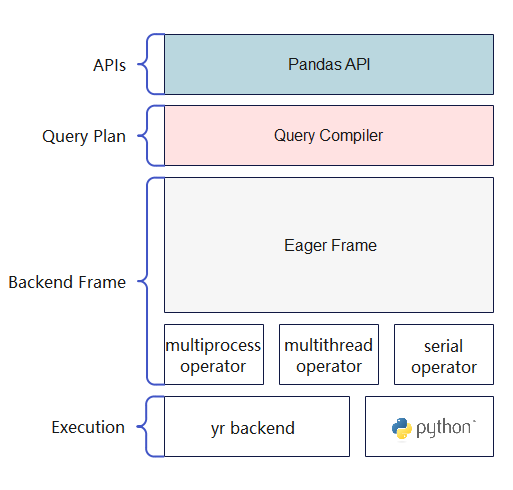 APIs
Pandas API
Query Plan
Query Compiler
Backend Frame
Eager Frame
multiprocess
operator
multithread
operator
serial
operator
Execution
yr backend
python